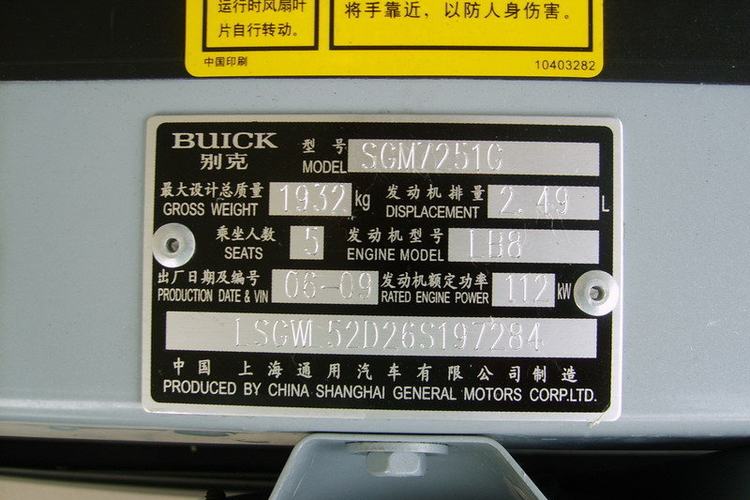 运行时风扇叶
片自行转动。
将手靠近，以防人身伤害。
中国印刷
10403282
BUICK
别克
型号
MODEL
SGM7251G
最大设计总质量
GROSS WEIGHT
1932 kg
发动机排量
DISPLACEMENT
2.49 L
乘坐人数
SEATS
5
发动机型号
ENGINE MODEL
LB8
出厂日期及编号
PRODUCTION DATE & VIN
06-09
发动机额定功率
RATED ENGINE POWER
112 kW
LSGWL52D26S197284
中国 上海通用汽车有限公司制造
PRODUCED BY CHINA SHANGHAI GENERAL MOTORS CORP.LTD.